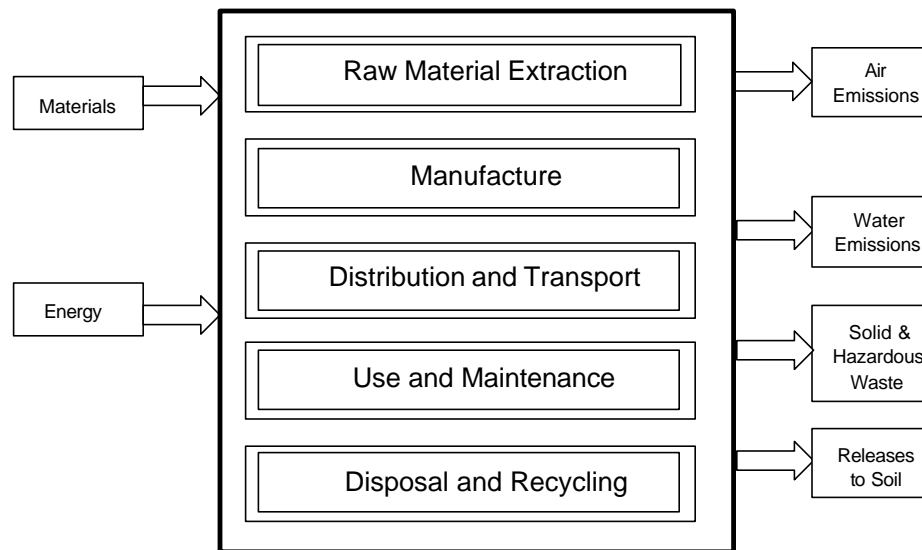 Materials
Energy
Raw Material Extraction
Manufacture
Distribution and Transport
Use and Maintenance
Disposal and Recycling
Air
Emissions
Water
Emissions
Solid &
Hazardous
Waste
Releases
to Soil